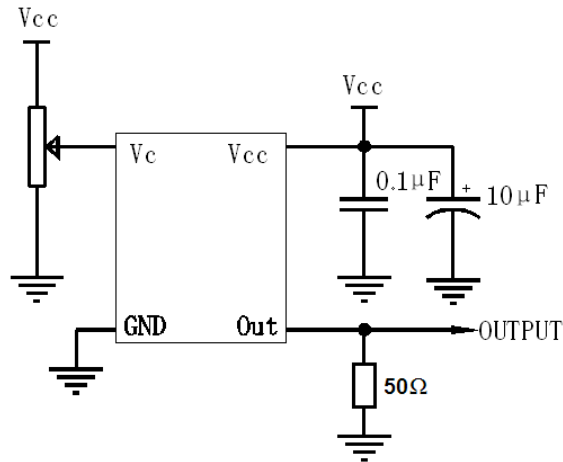 Vcc
Vcc
Vc
Vcc
0.1μF
+
10μF
GND
Out
OUTPUT
50Ω